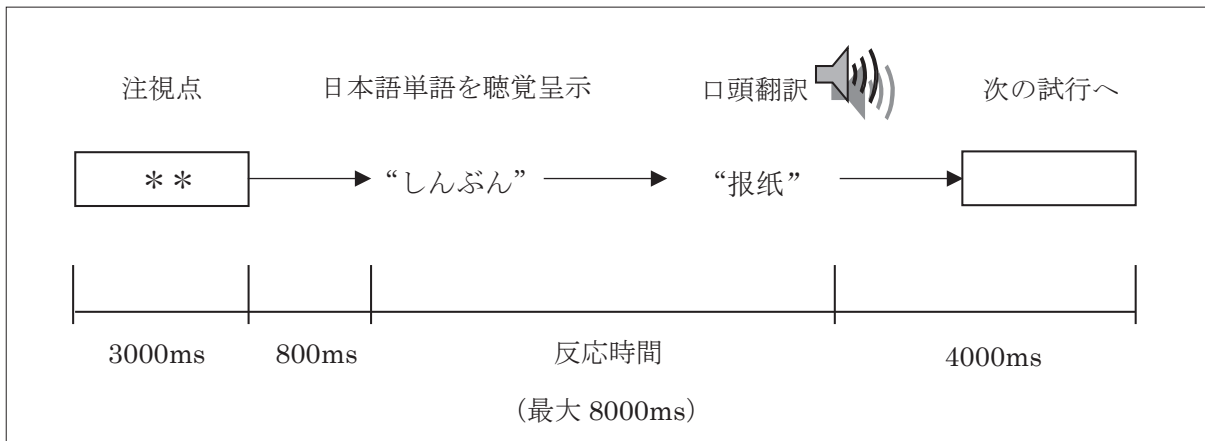 注視点 日本語単語を聴覚呈示 口頭翻訳 次の試行へ
＊＊ “しんぶん” “报纸”
3000ms 800ms 反応時間 4000ms
（最大 8000ms）